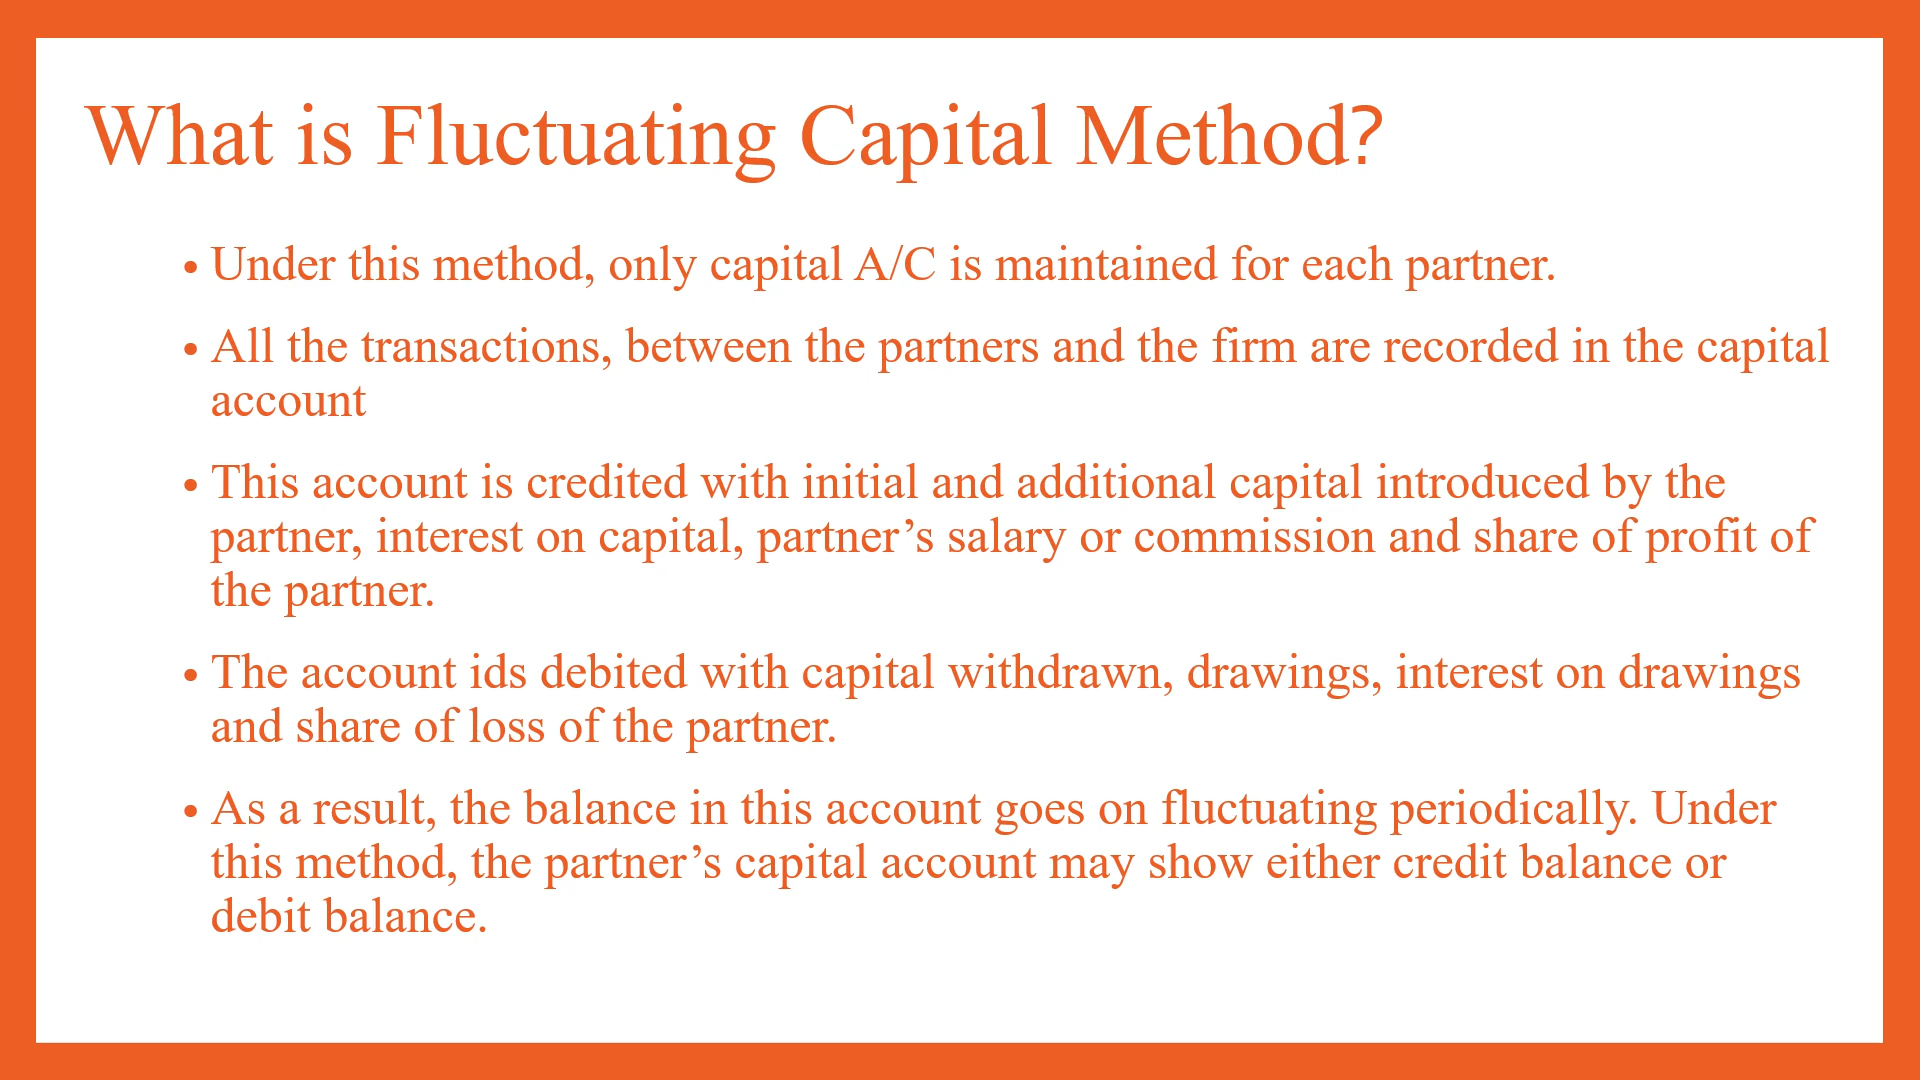 What is Fluctuating Capital Method?
• Under this method, only capital A/C is maintained for each partner.
• All the transactions, between the partners and the firm are recorded in the capital
account
• This account is credited with initial and additional capital introduced by the
partner, interest on capital, partner’s salary or commission and share of profit of
the partner.
• The account ids debited with capital withdrawn, drawings, interest on drawings
and share of loss of the partner.
• As a result, the balance in this account goes on fluctuating periodically. Under
this method, the partner’s capital account may show either credit balance or
debit balance.